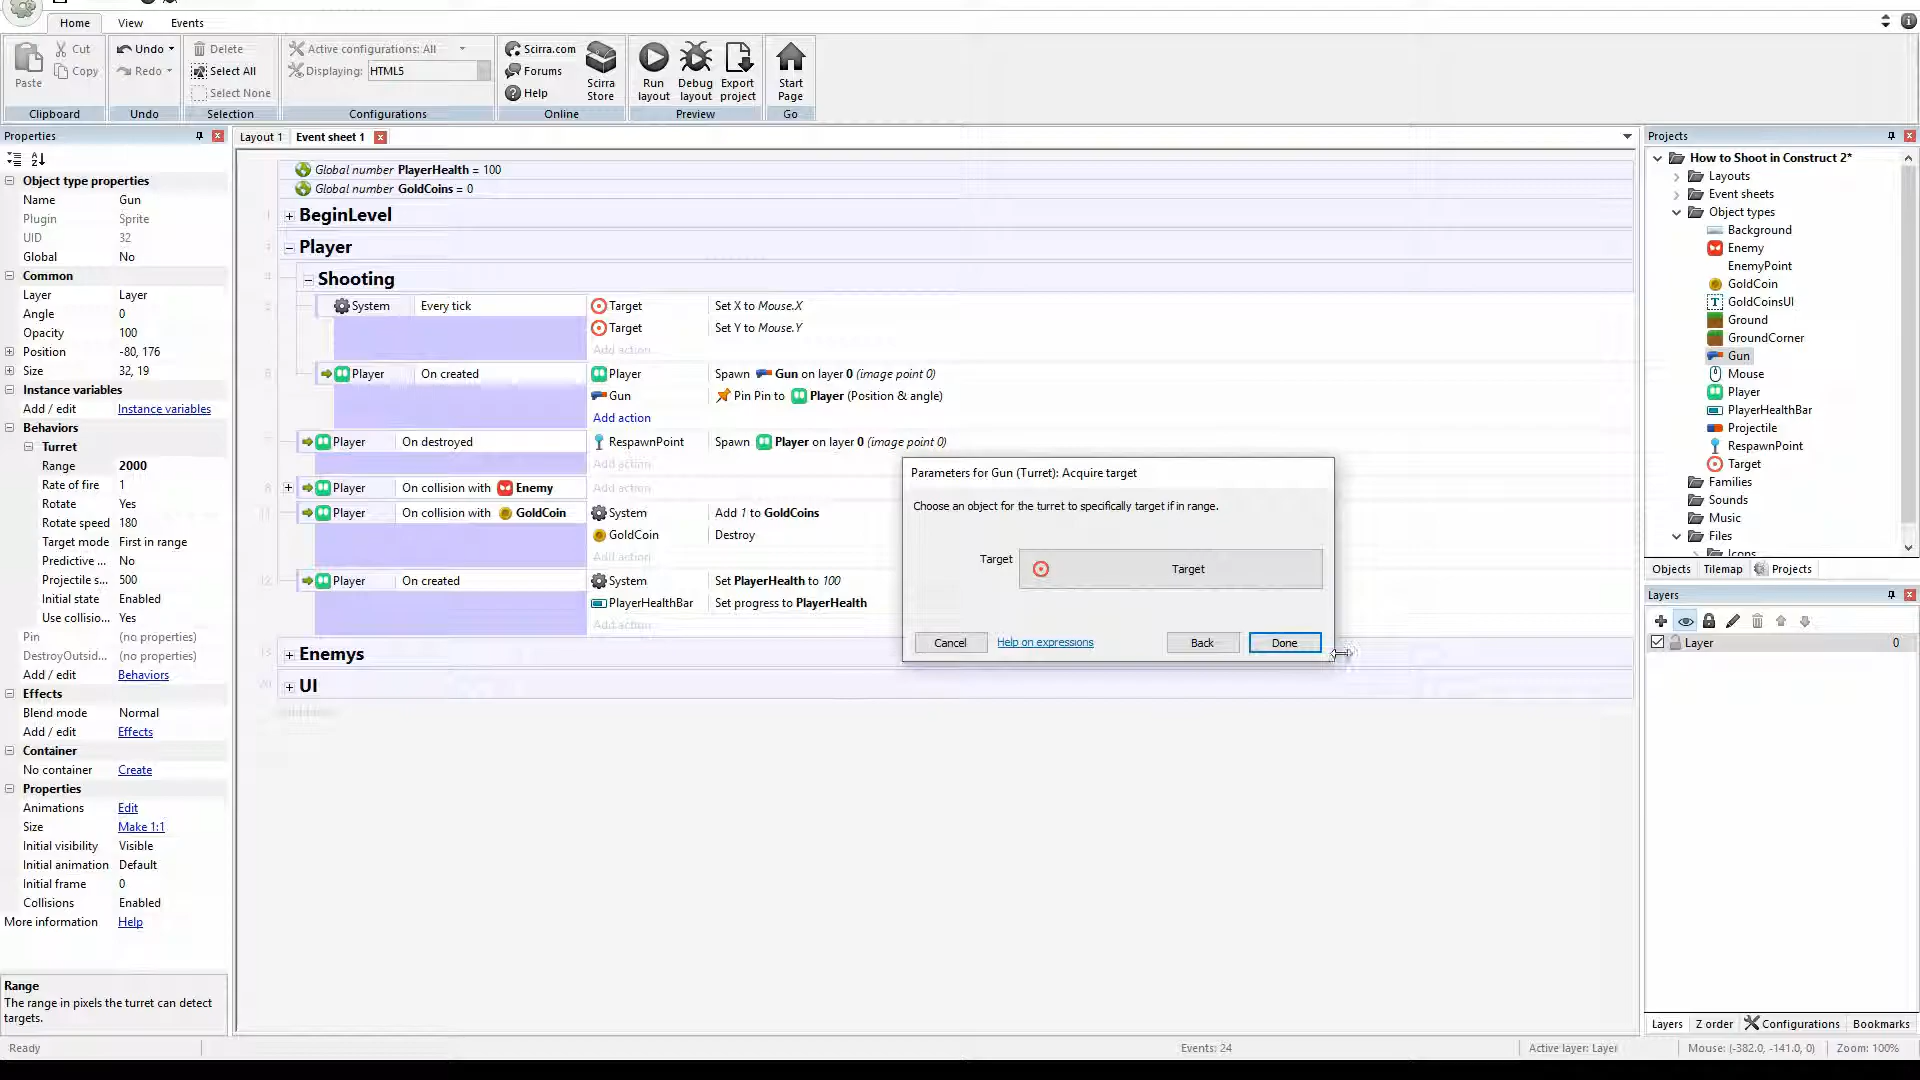 Home View Events
Cut
Copy
Paste
Clipboard
Undo
Redo
Undo
Delete
Select All
Select None
Selection
Active configurations: All
Displaying: HTML5
Configurations
Scirra.com
Forums
Help
Scirra Store
Online
Run layout
Debug layout
Export project
Preview
Start Page
Go
Properties
Object type properties
Name Gun
Plugin Sprite
UID 32
Global No
Common
Layer Layer
Angle 0
Opacity 100
Position -80, 176
Size 32, 19
Instance variables
Add / edit Instance variables
Behaviors
Turret
Range 2000
Rate of fire 1
Rotate Yes
Rotate speed 180
Target mode First in range
Predictive ... No
Projectile s... 500
Initial state Enabled
Use collisio... Yes
Pin (no properties)
DestroyOutsid... (no properties)
Add / edit Behaviors
Effects
Blend mode Normal
Add / edit Effects
Container
No container Create
Properties
Animations Edit
Size Make 1:1
Initial visibility Visible
Initial animation Default
Initial frame 0
Collisions Enabled
More information Help
Range
The range in pixels the turret can detect
targets.
Layout 1 Event sheet 1
Global number PlayerHealth = 100
Global number GoldCoins = 0
BeginLevel
Player
Shooting
System Every tick Target Set X to Mouse.X
Target Set Y to Mouse.Y
Add action
Player On created Player Spawn Gun on layer 0 (image point 0)
Gun Pin Pin to Player (Position & angle)
Add action
Player On destroyed RespawnPoint Spawn Player on layer 0 (image point 0)
Add action
Player On collision with Enemy Add action
Player On collision with GoldCoin System Add 1 to GoldCoins
GoldCoin Destroy
Add action
Player On created System Set PlayerHealth to 100
PlayerHealthBar Set progress to PlayerHealth
Add action
Enemys
UI
Parameters for Gun (Turret): Acquire target
Choose an object for the turret to specifically target if in range.
Target Target
Cancel Help on expressions Back Done
Projects
How to Shoot in Construct 2*
Layouts
Event sheets
Object types
Background
Enemy
EnemyPoint
GoldCoin
GoldCoinsUI
Ground
GroundCorner
Gun
Mouse
Player
PlayerHealthBar
Projectile
RespawnPoint
Target
Families
Sounds
Music
Files
Icons
Objects Tilemap Projects
Layers
Layer 0
Layers Z order Configurations Bookmarks
Ready Events: 24 Active layer: Layer Mouse: (-382.0, -141.0, 0) Zoom: 100%